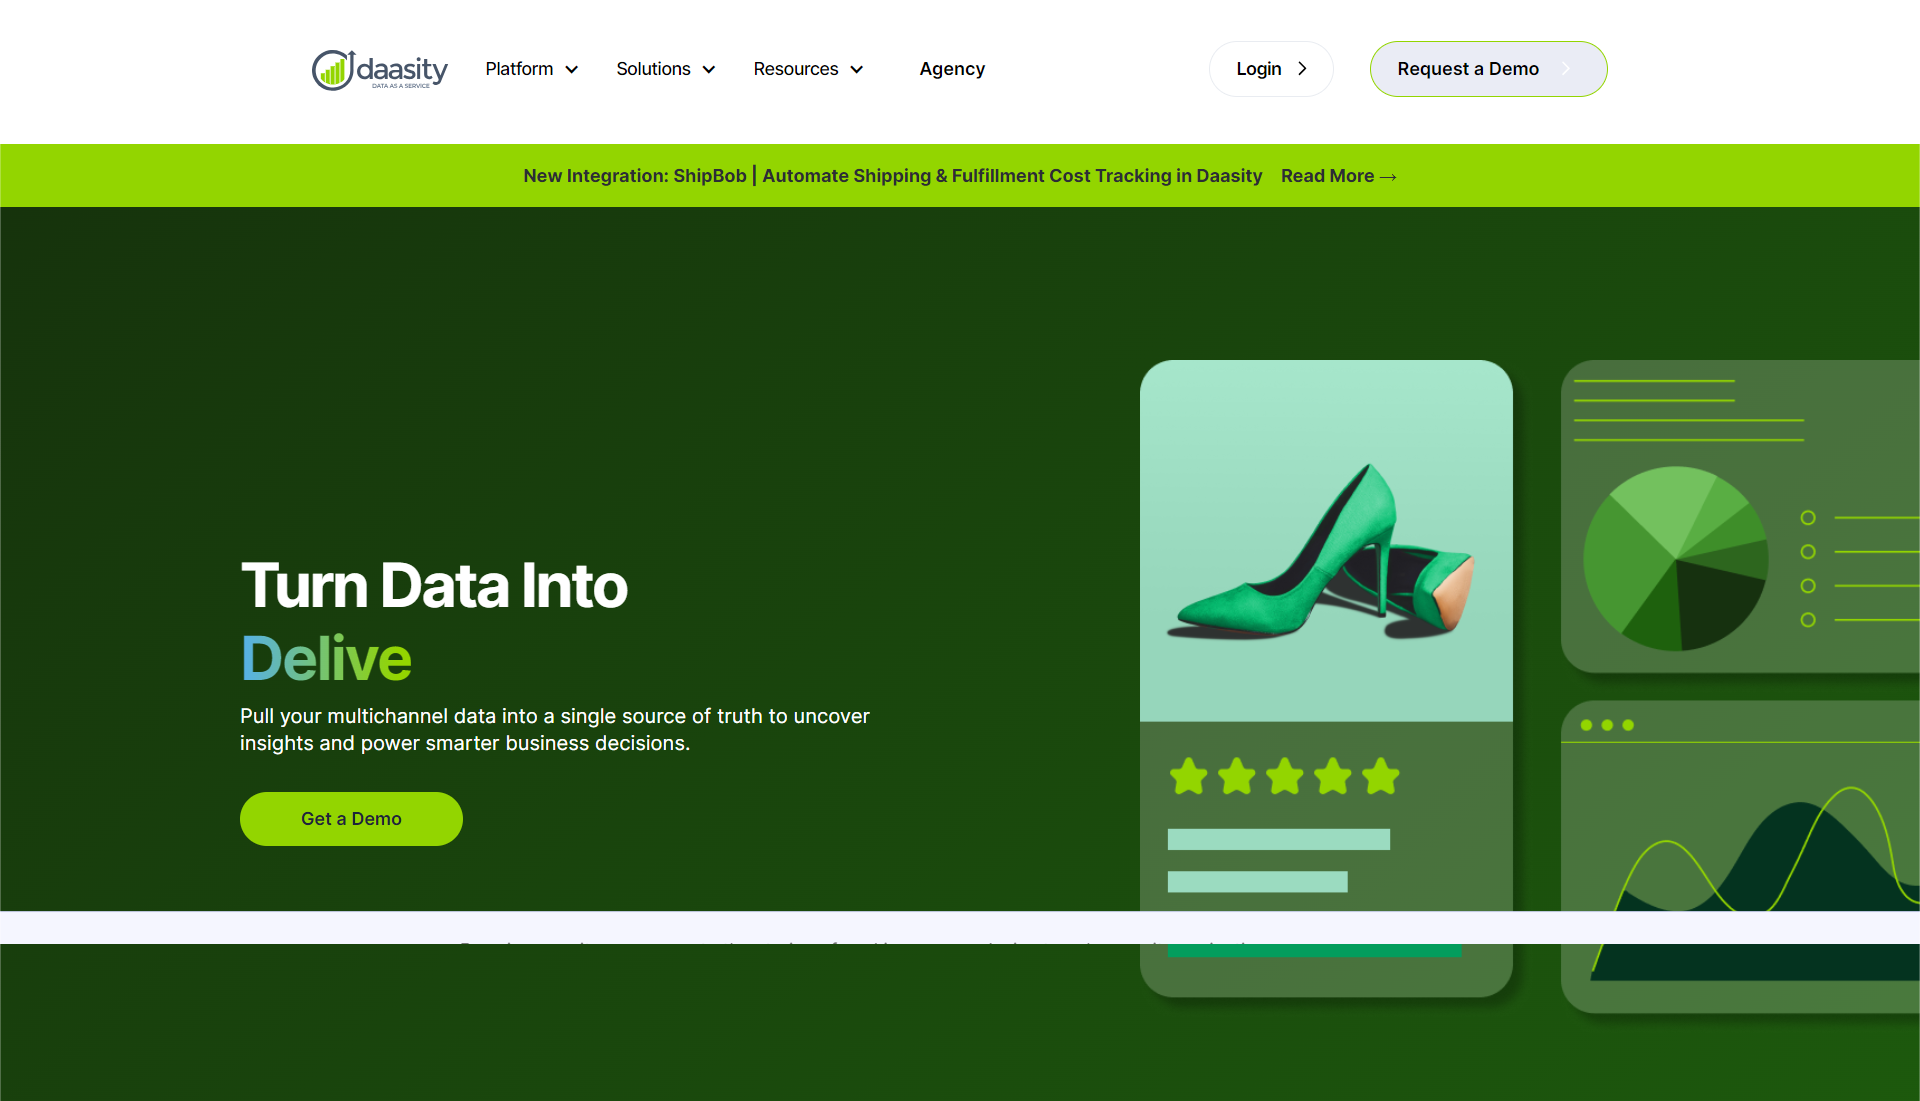 daasity
DATA AS A SERVICE
Platform
Solutions
Resources
Agency
Login
Request a Demo
New Integration: ShipBob | Automate Shipping & Fulfillment Cost Tracking in Daasity Read More →
Turn Data Into
Delive
Pull your multichannel data into a single source of truth to uncover
insights and power smarter business decisions.
Get a Demo